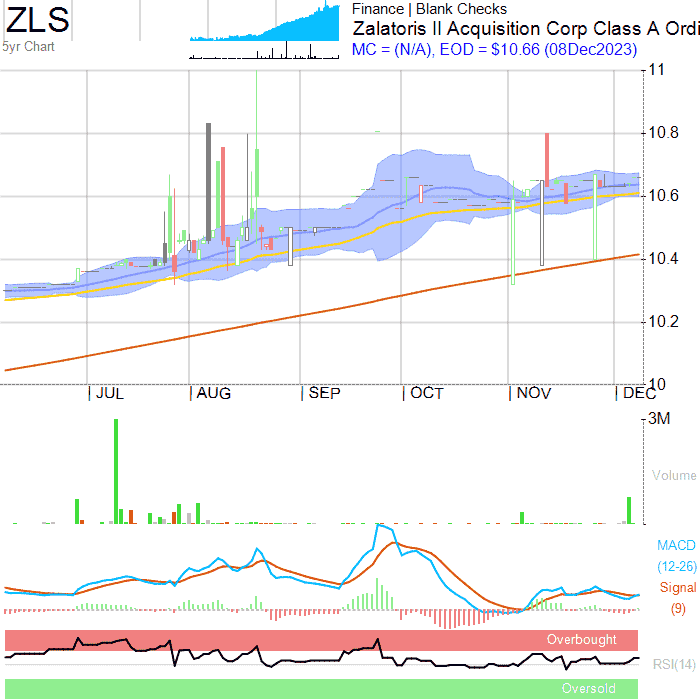 ZLS
5yr Chart
Finance | Blank Checks
Zalatoris II Acquisition Corp Class A Ordi
MC = (N/A), EOD = $10.66 (08Dec2023)
11
10.8
10.6
10.4
10.2
10
JUL AUG SEP OCT NOV DEC
3M
Volume
MACD
(12-26)
Signal
(9)
Overbought
RSI(14)
Oversold